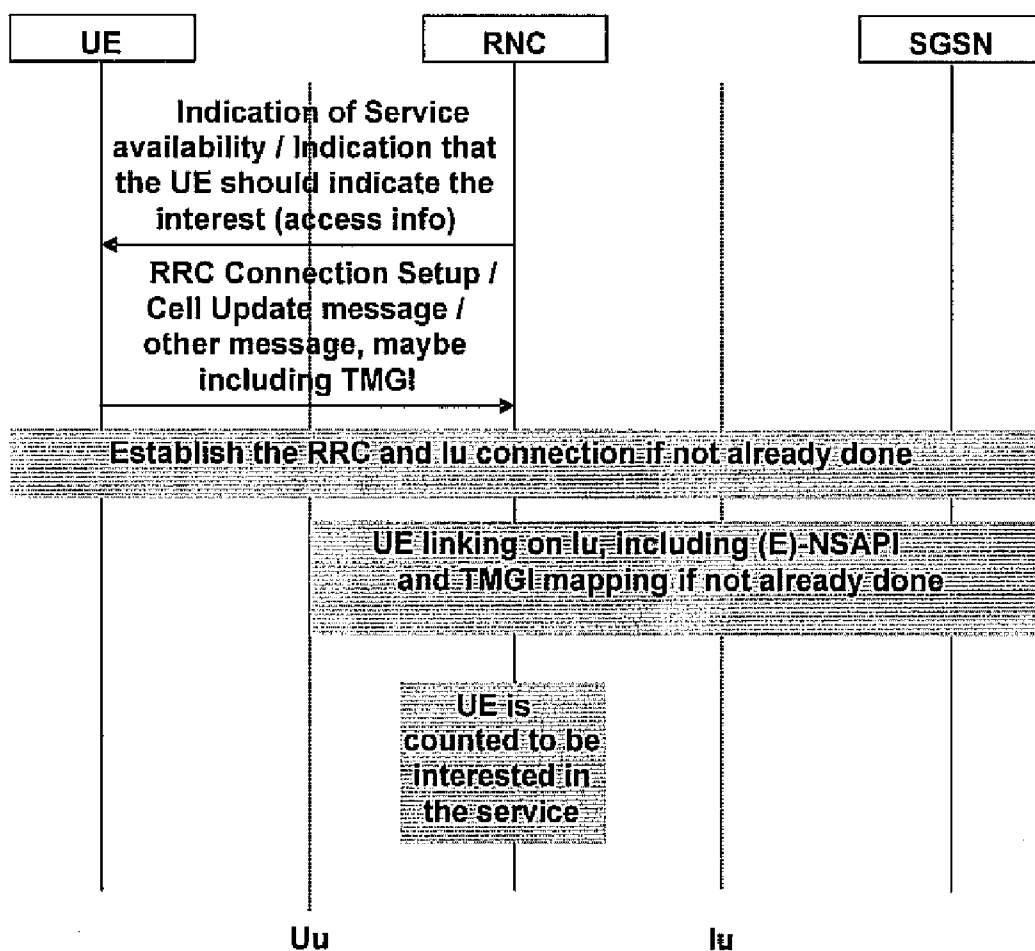 UE
RNC
SGSN
Indication of Service
availability / Indication that
the UE should indicate the
interest (access info)
RRC Connection Setup /
Cell Update message /
other message, maybe
including TMGI
Establish the RRC and Iu connection if not already done
UE linking on Iu, including (E)-NSAPI
and TMGI mapping if not already done
UE is
counted to be
interested in
the service
Uu
Iu